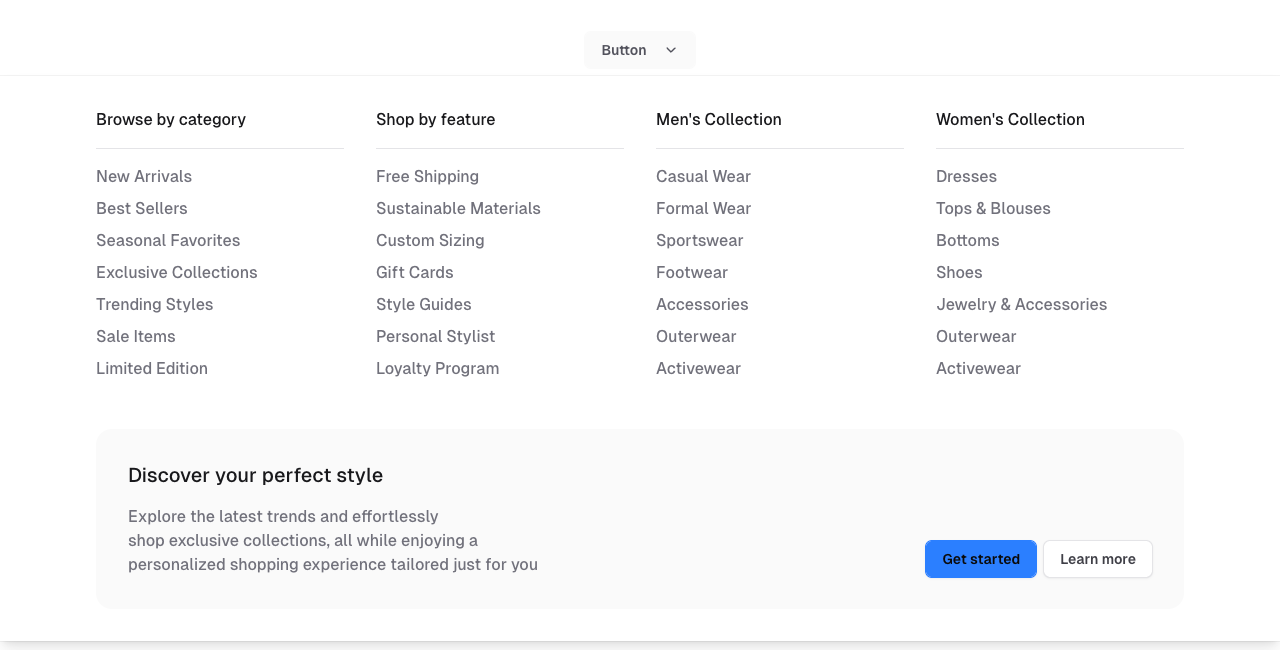 Button
Browse by category
New Arrivals
Best Sellers
Seasonal Favorites
Exclusive Collections
Trending Styles
Sale Items
Limited Edition
Shop by feature
Free Shipping
Sustainable Materials
Custom Sizing
Gift Cards
Style Guides
Personal Stylist
Loyalty Program
Men's Collection
Casual Wear
Formal Wear
Sportswear
Footwear
Accessories
Outerwear
Activewear
Women's Collection
Dresses
Tops & Blouses
Bottoms
Shoes
Jewelry & Accessories
Outerwear
Activewear
Discover your perfect style
Explore the latest trends and effortlessly
shop exclusive collections, all while enjoying a
personalized shopping experience tailored just for you
Get started
Learn more